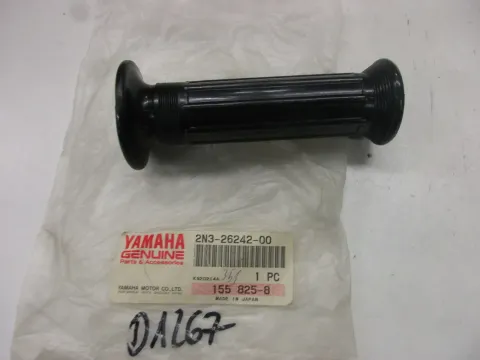 YAMAHA
GENUINE
Parts & Accessories
YAMAHA MOTOR CO.,LTD.
2N3-26242-00
1 PC
155 825-8
MADE IN JAPAN
DA267